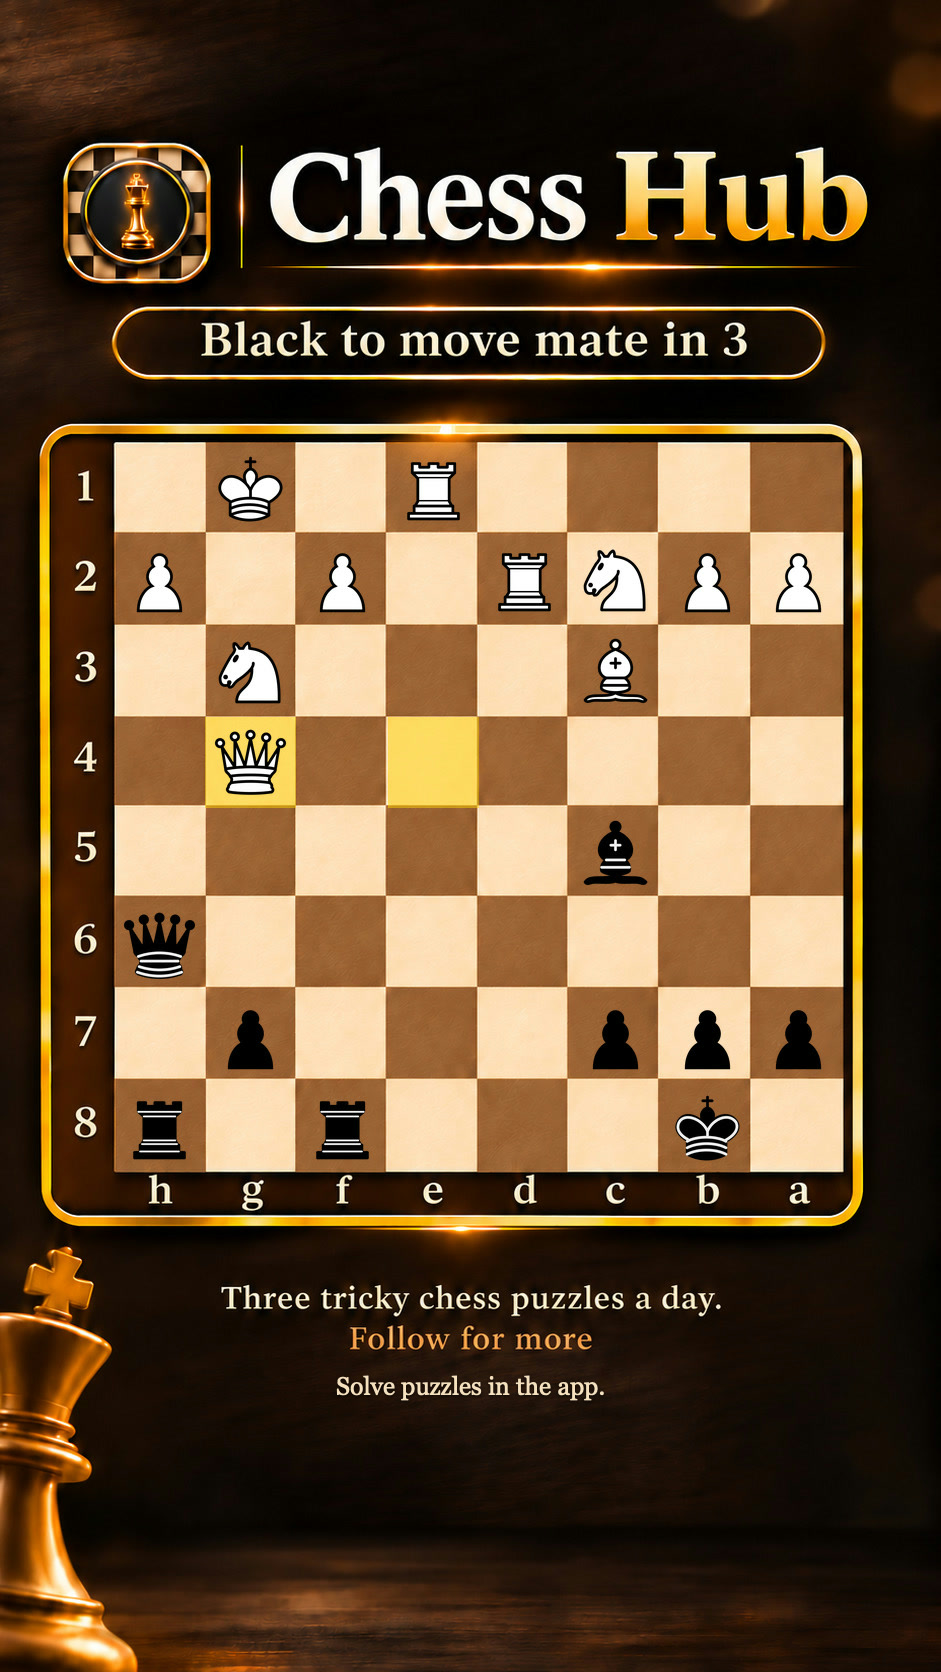 Chess Hub
Black to move mate in 3
1
2
3
4
5
6
7
8
h g f e d c b a
Three tricky chess puzzles a day.
Follow for more
Solve puzzles in the app.